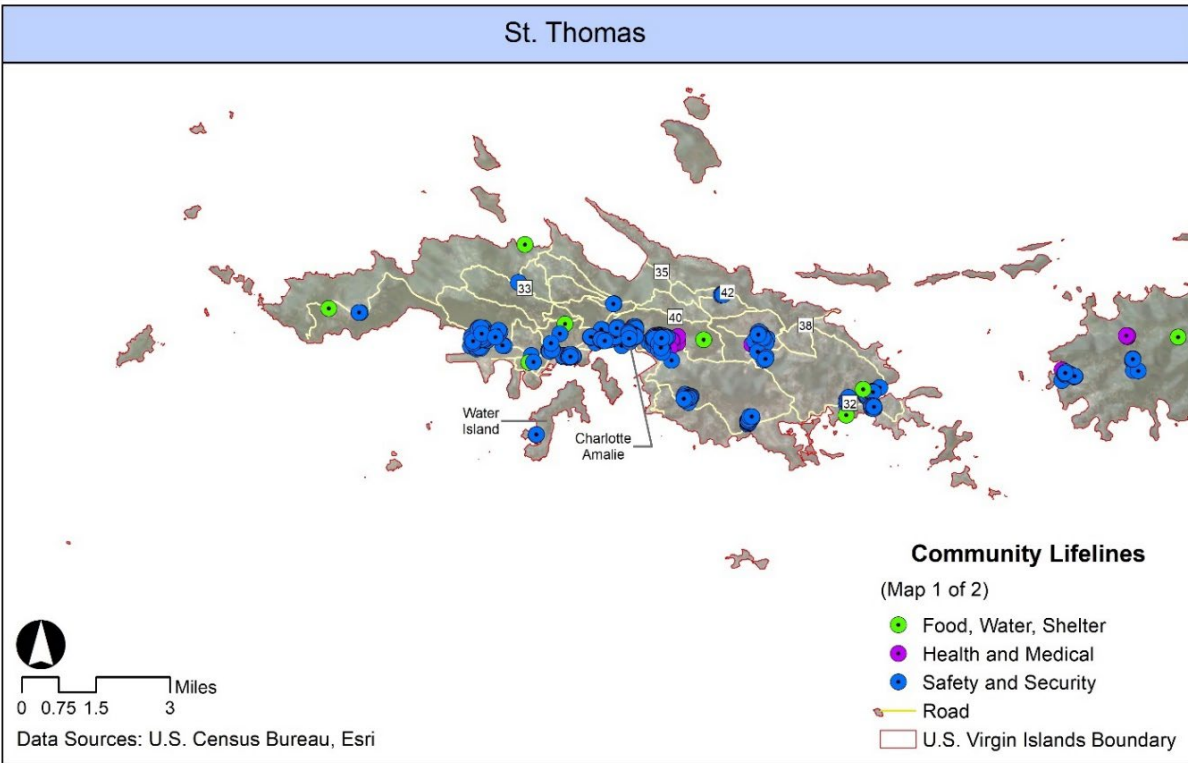 St. Thomas
35
33
42
40
38
32
Water
Island
Charlotte
Amalie
Community Lifelines
(Map 1 of 2)
Food, Water, Shelter
Health and Medical
Safety and Security
Road
U.S. Virgin Islands Boundary
Miles
0 0.75 1.5 3
Data Sources: U.S. Census Bureau, Esri